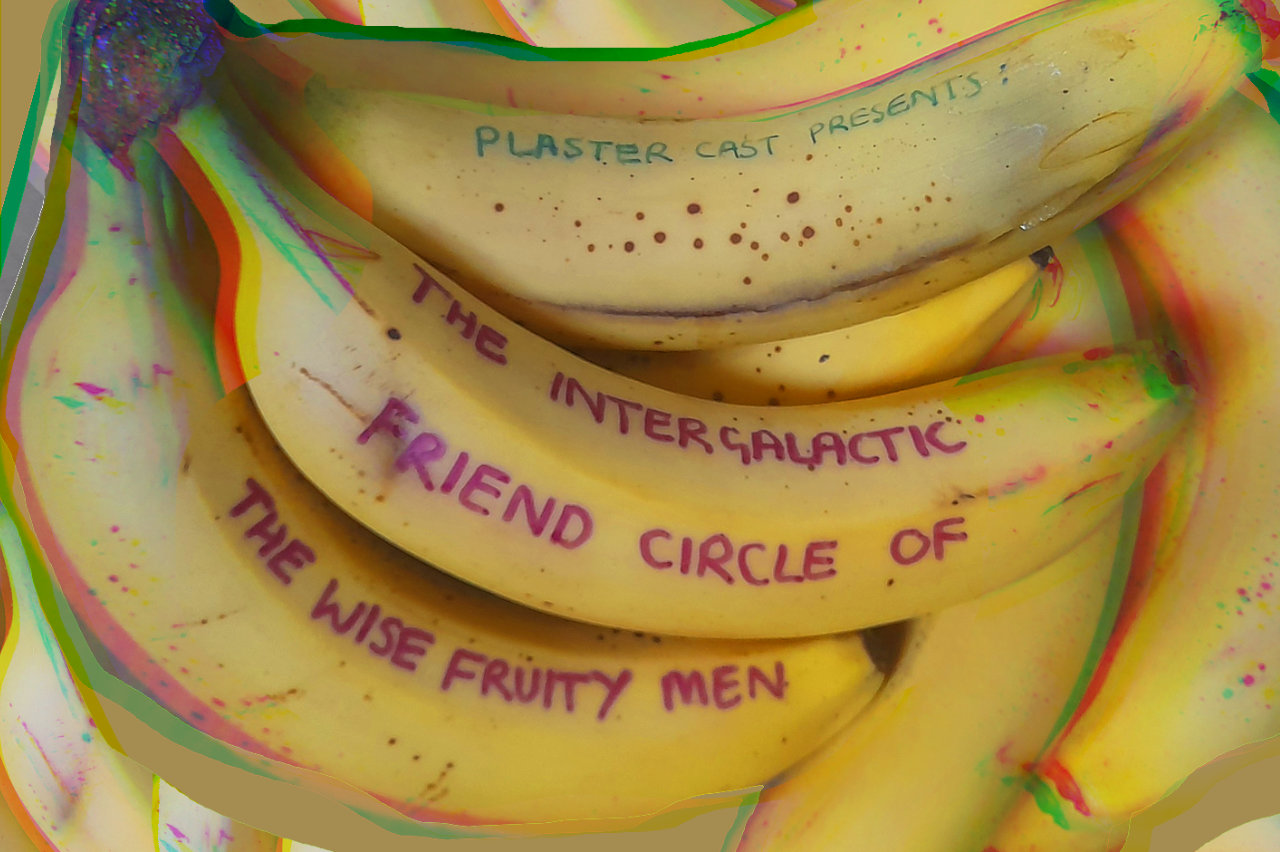 PLASTER CAST PRESENTS:
THE INTERGALACTIC
FRIEND CIRCLE OF
THE WISE FRUITY MEN